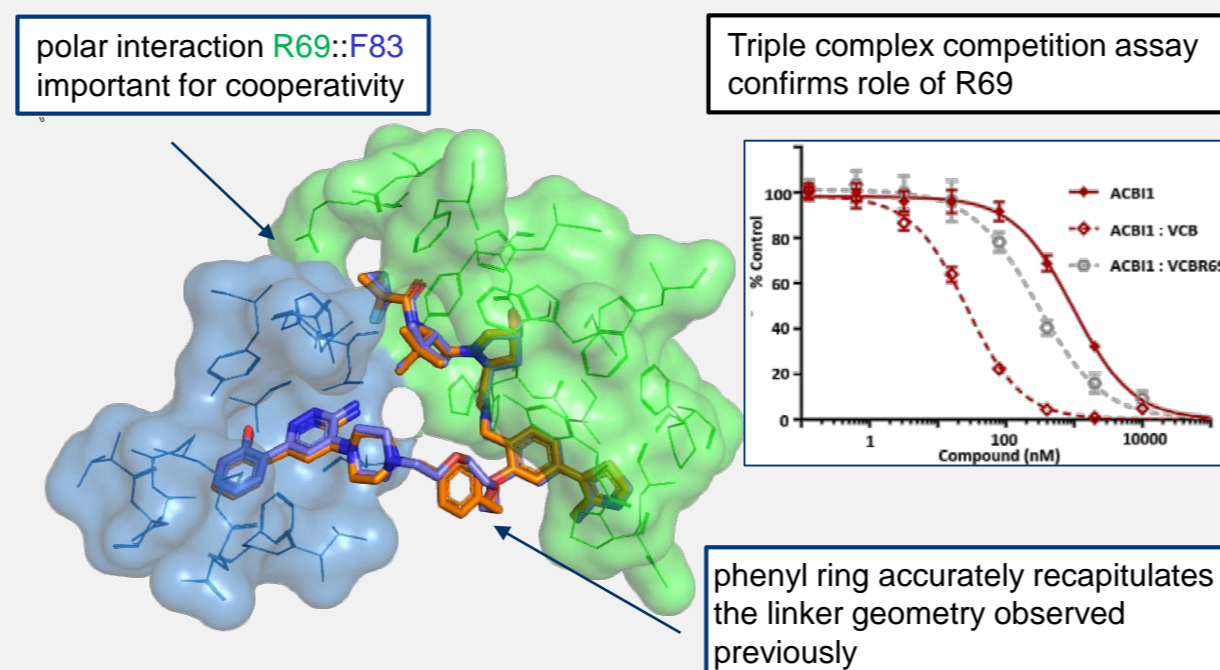 polar interaction R69::F83
important for cooperativity
Triple complex competition assay
confirms role of R69
% Control
100
80
60
40
20
0
1
100
10000
Compound (nM)
ACBI1
ACBI1 : VCB
ACBI1 : VCBR69
phenyl ring accurately recapitulates
the linker geometry observed
previously